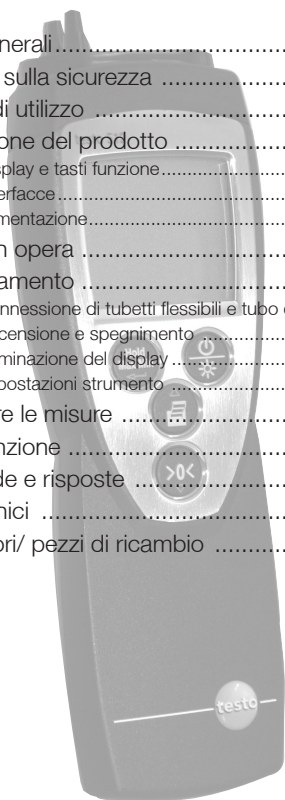 nerali..............................
sulla sicurezza ..................
di utilizzo ..........................
one del prodotto ................
splay e tasti funzione..................
erfacce....................................
mentazione..............................
n opera ............................
amento ............................
nnessione di tubetti flessibili e tubo d
censione e spegnimento ............
minazione del display ................
postazioni strumento..................
re le misure ......................
nzione ..............................
de e risposte ....................
nici ..................................
ori/ pezzi di ricambio ..........
>0<
testo